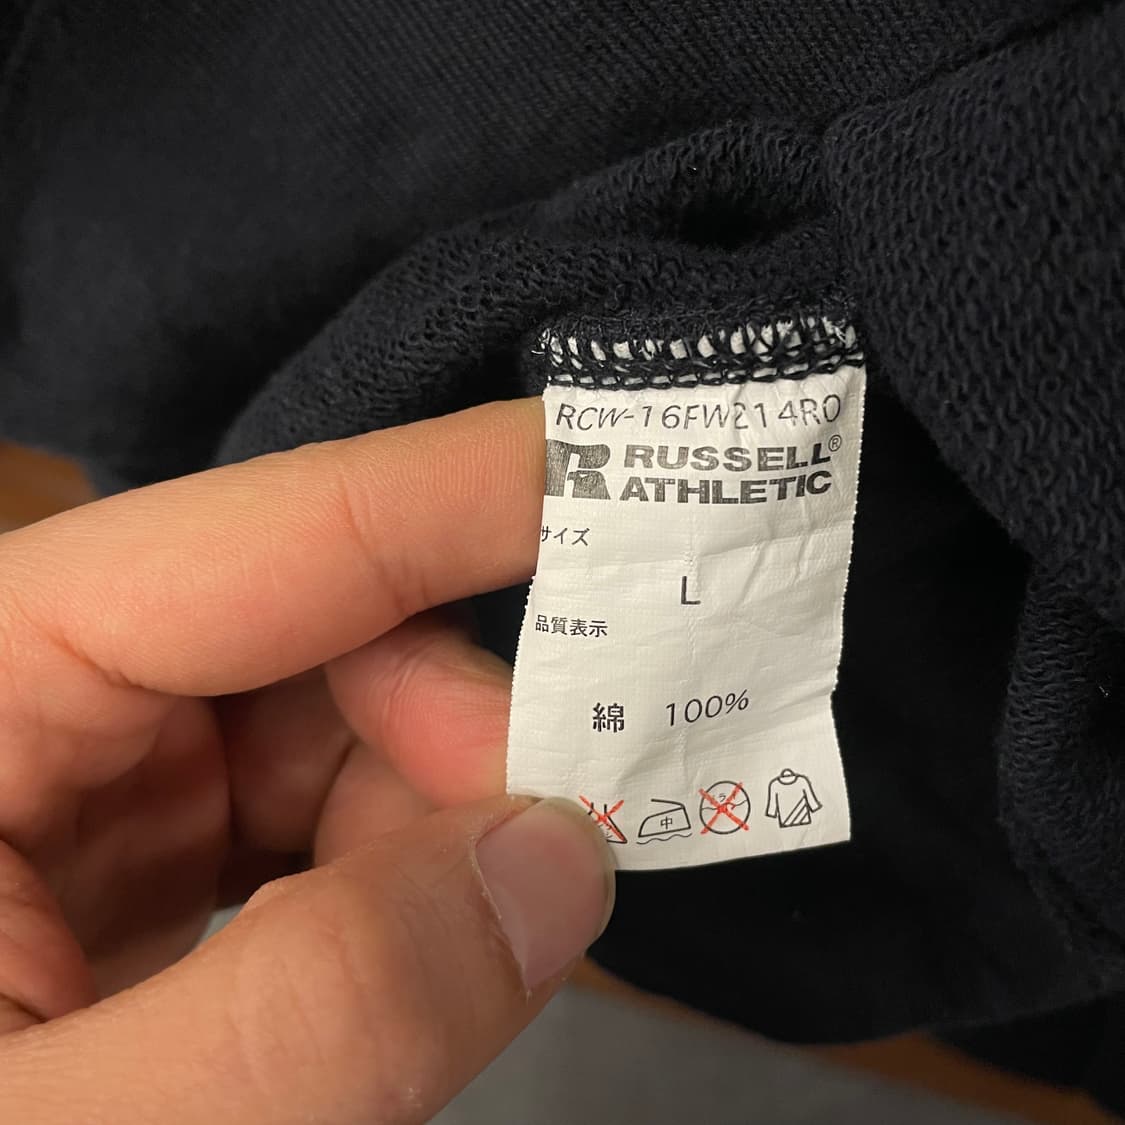 RCW-16FW214RO
RUSSELL®
ATHLETIC
サイズ
L
品質表示
綿 100%
中